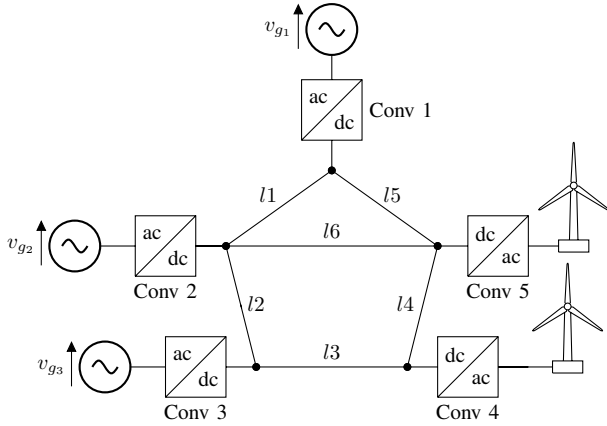 v_{g_1}
ac
dc
Conv 1
l1
l5
v_{g_2}
ac
dc
Conv 2
l6
dc
ac
Conv 5
l2
l4
v_{g_3}
ac
dc
Conv 3
l3
dc
ac
Conv 4